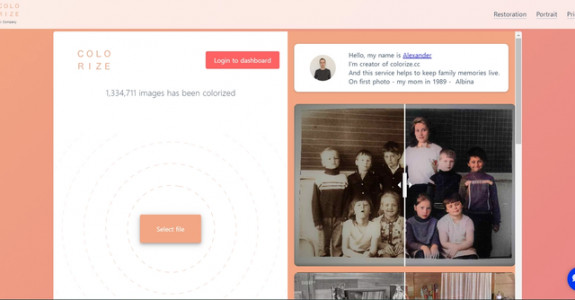 COLO
RIZE
Restoration Portrait
COLO
RIZE
Login to dashboard
1,334,711 images has been colorized
Select file
Hello, my name is Alexander
I'm creator of colorize.cc
And this service helps to keep family memories live.
On first photo - my mom in 1989 - Albina